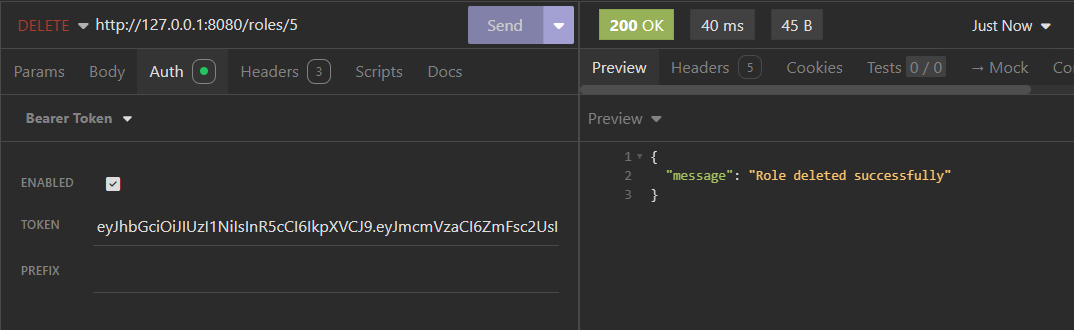 DELETE http://127.0.0.1:8080/roles/5 Send
Params Body Auth Headers 3 Scripts Docs
Bearer Token
ENABLED
TOKEN eyJhbGciOiJIUzI1NiIsInR5cCI6IkpXVCJ9.eyJmcmVzaCI6ZmFsc2UsI
PREFIX
200 OK 40 ms 45 B Just Now
Preview Headers 5 Cookies Tests 0 / 0 → Mock Co
Preview
1 {
2 "message": "Role deleted successfully"
3 }